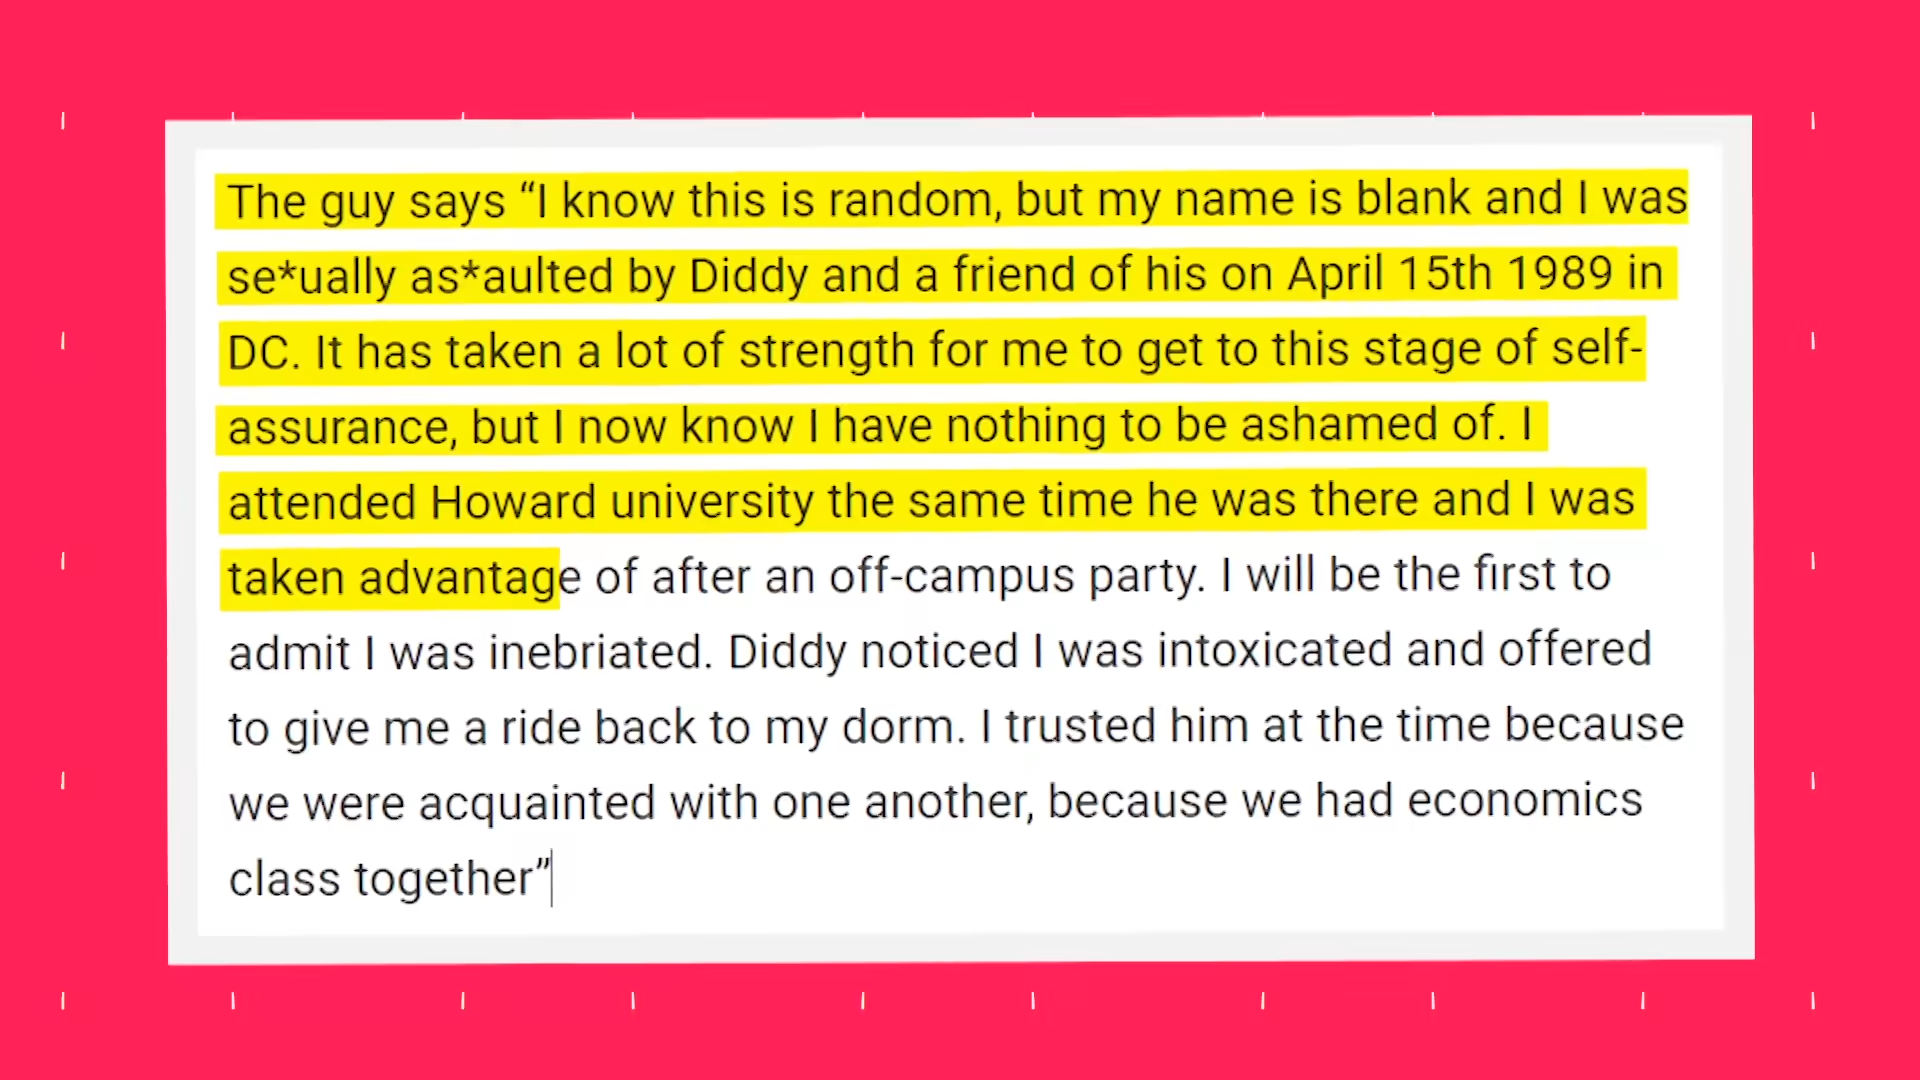 The guy says “I know this is random, but my name is blank and I was
se*ually as*aulted by Diddy and a friend of his on April 15th 1989 in
DC. It has taken a lot of strength for me to get to this stage of self-
assurance, but I now know I have nothing to be ashamed of. I
attended Howard university the same time he was there and I was
taken advantage of after an off-campus party. I will be the first to
admit I was inebriated. Diddy noticed I was intoxicated and offered
to give me a ride back to my dorm. I trusted him at the time because
we were acquainted with one another, because we had economics
class together”